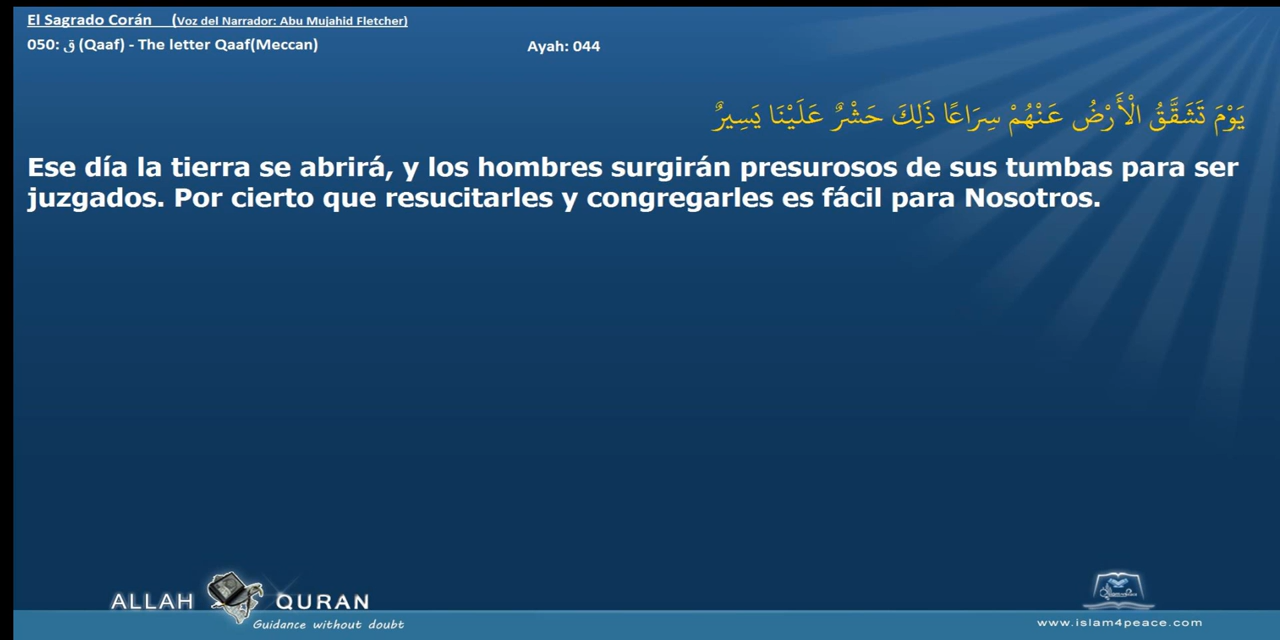 El Sagrado Corán (Voz del Narrador: Abu Mujahid Fletcher)
050: ق (Qaaf) - The letter Qaaf(Meccan) Ayah: 044
يَوْمَ تَشَقَّقُ الْأَرْضُ عَنْهُمْ سِرَاعًا ذَلِكَ حَشْرٌ عَلَيْنَا يَسِيرٌ
Ese día la tierra se abrirá, y los hombres surgirán presurosos de sus tumbas para ser
juzgados. Por cierto que resucitarles y congregarles es fácil para Nosotros.
ALLAH QURAN
Guidance without doubt
www.islam4peace.com